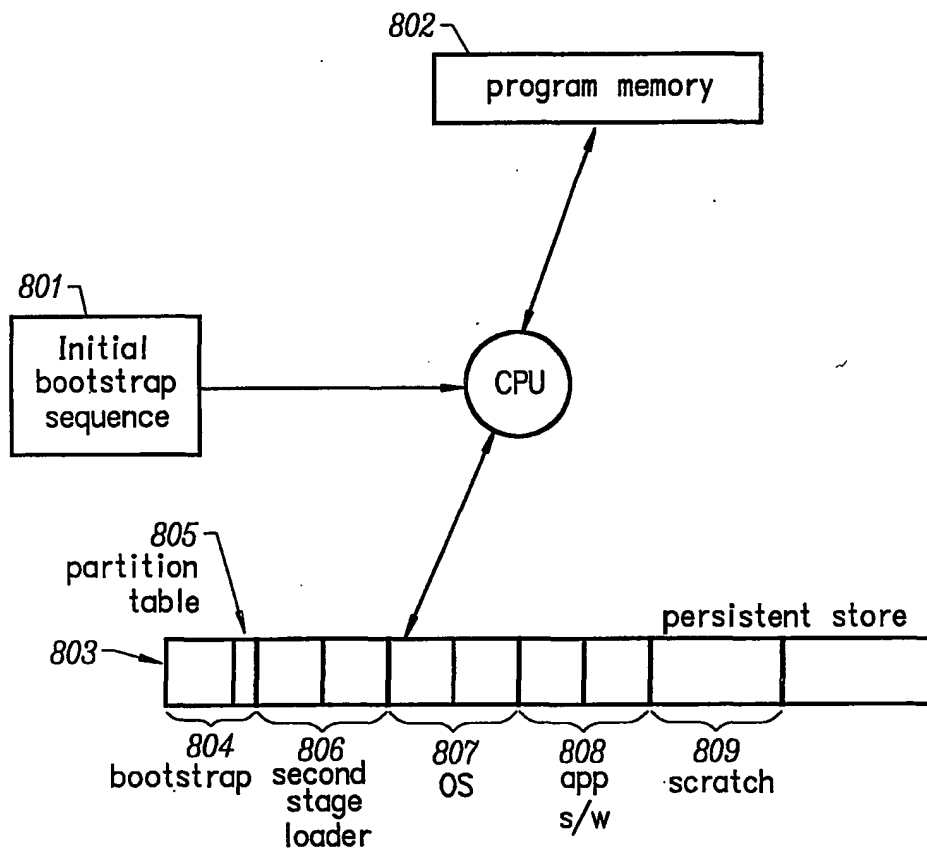 802
program memory
801
Initial
bootstrap
sequence
CPU
805
partition
table
persistent store
803
804
bootstrap
806
second
stage
loader
807
OS
808
app
s/w
809
scratch